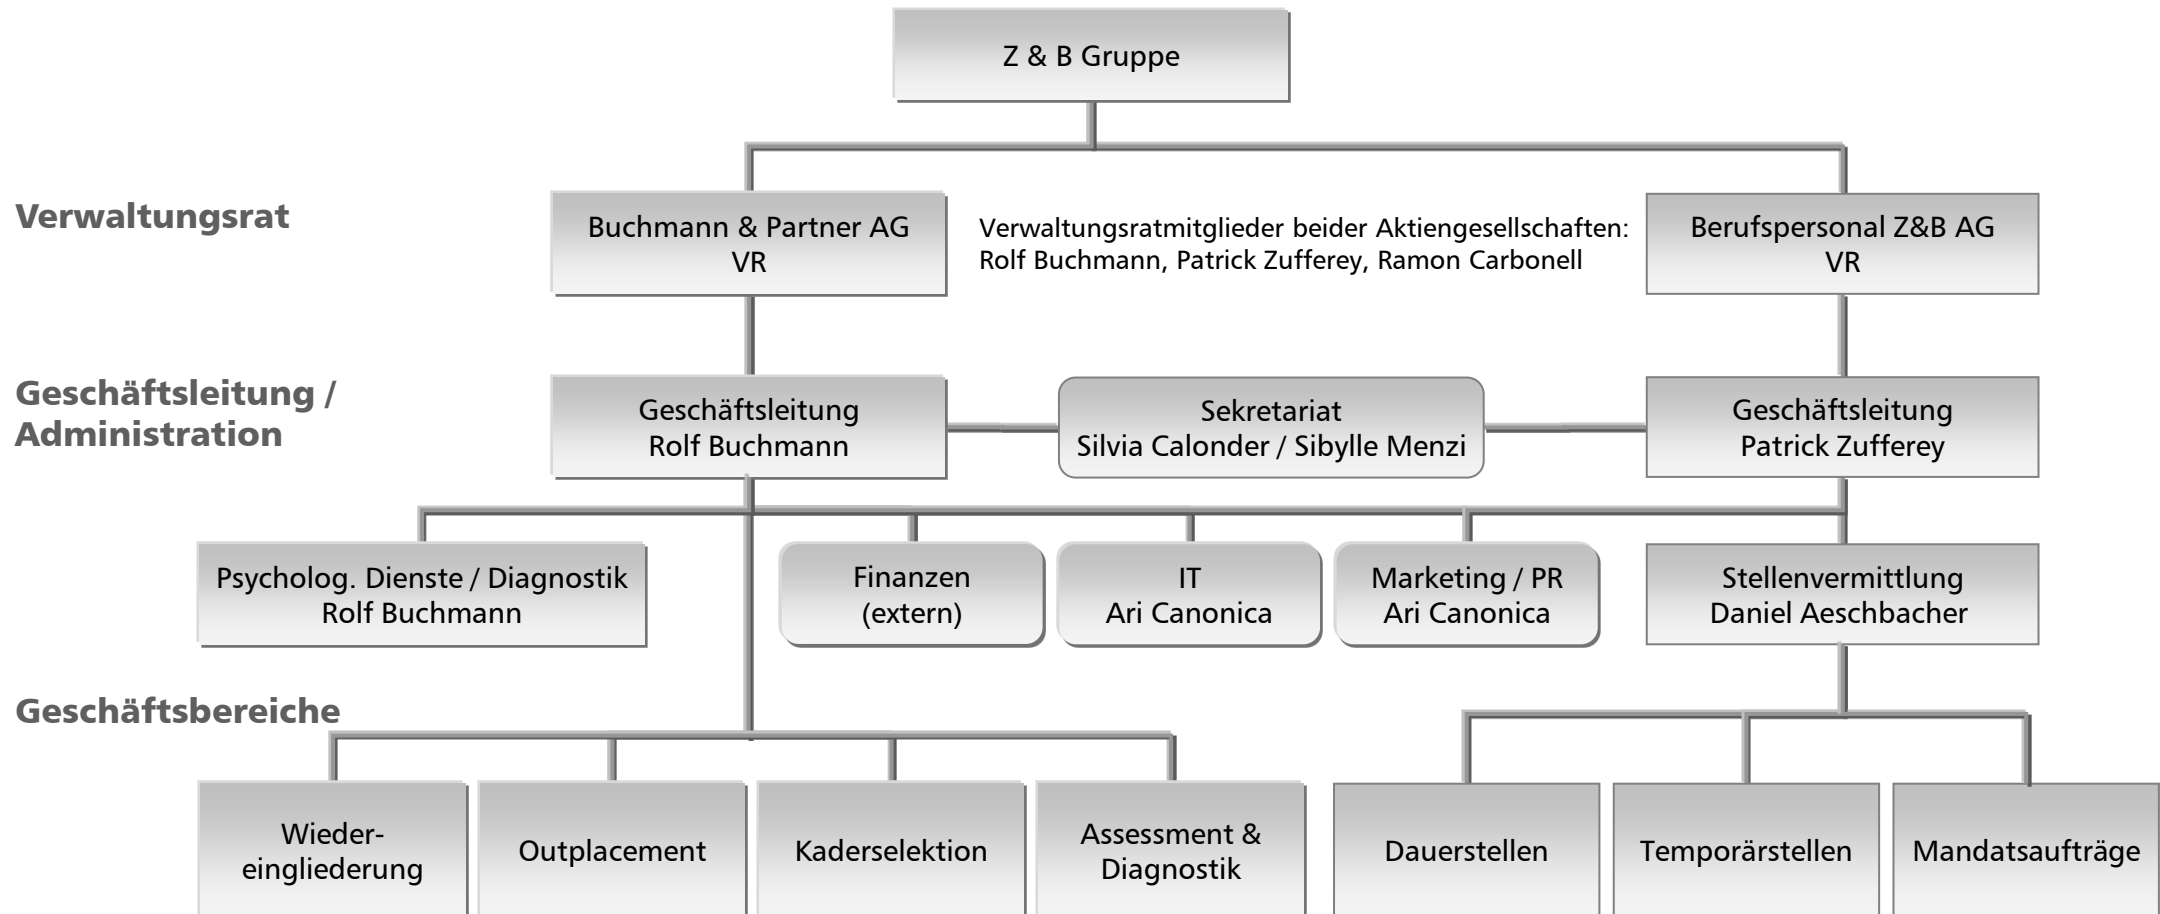 Z & B Gruppe
Verwaltungsrat
Buchmann & Partner AG
VR
Verwaltungsratmitglieder beider Aktiengesellschaften:
Rolf Buchmann, Patrick Zufferey, Ramon Carbonell
Berufspersonal Z&B AG
VR
Geschäftsleitung /
Administration
Geschäftsleitung
Rolf Buchmann
Sekretariat
Silvia Calonder / Sibylle Menzi
Geschäftsleitung
Patrick Zufferey
Psycholog. Dienste / Diagnostik
Rolf Buchmann
Finanzen
(extern)
IT
Ari Canonica
Marketing / PR
Ari Canonica
Stellenvermittlung
Daniel Aeschbacher
Geschäftsbereiche
Wieder-
eingliederung
Outplacement
Kaderselektion
Assessment &
Diagnostik
Dauerstellen
Temporärstellen
Mandatsaufträge